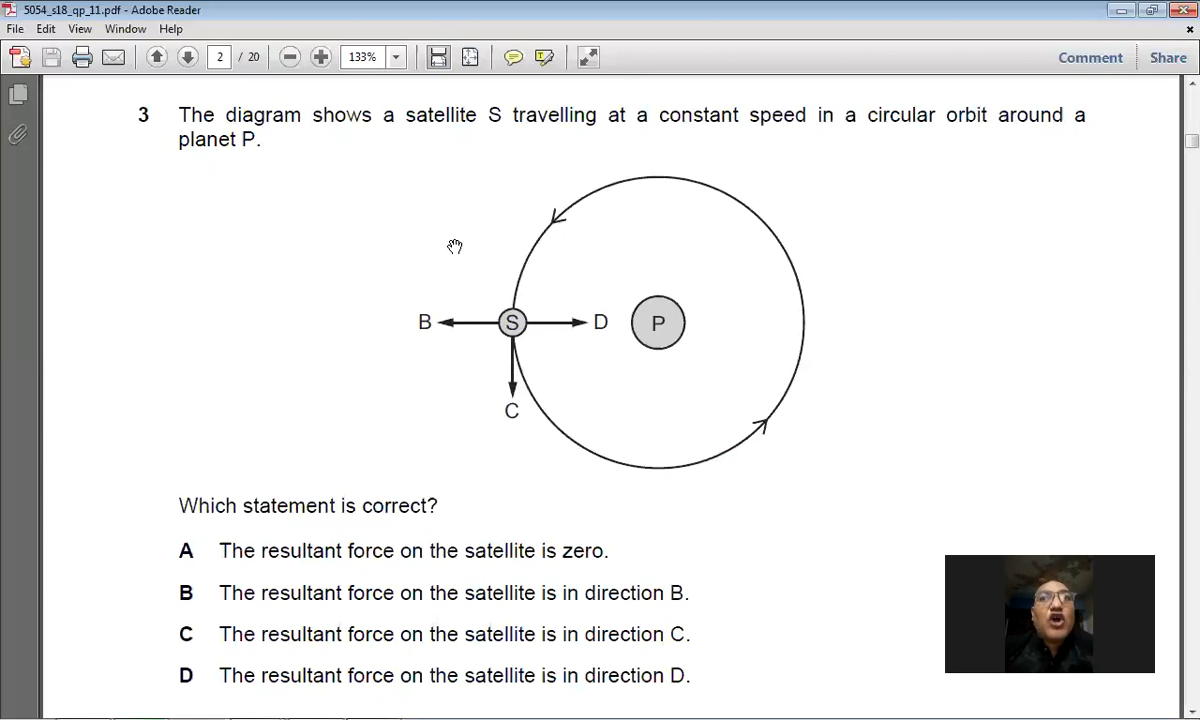 5054_s18_qp_11.pdf - Adobe Reader
File Edit View Window Help
2 / 20 133% Comment Share
3 The diagram shows a satellite S travelling at a constant speed in a circular orbit around a
planet P.
B S D P
C
Which statement is correct?
A The resultant force on the satellite is zero.
B The resultant force on the satellite is in direction B.
C The resultant force on the satellite is in direction C.
D The resultant force on the satellite is in direction D.